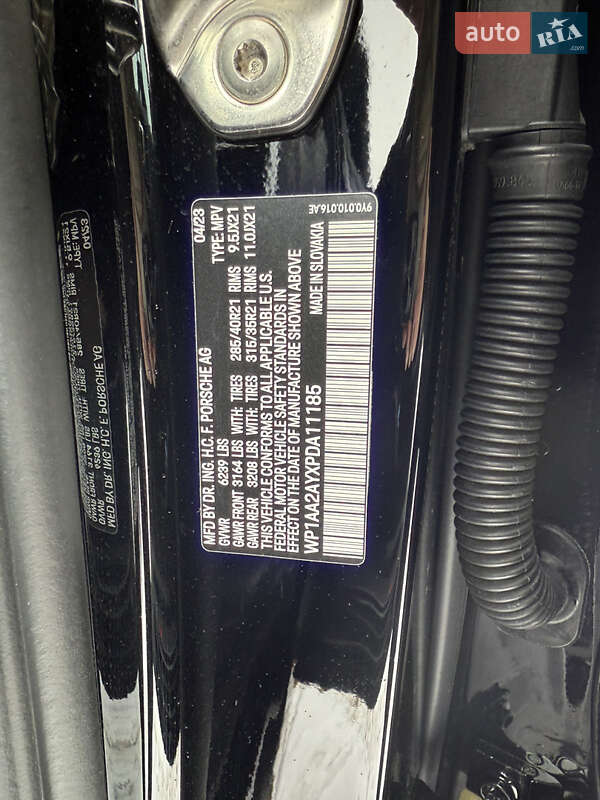 auto RIA.com
MFD BY DR. ING. H.C. F. PORSCHE AG 04/23
GVWR 6289 LBS TYPE: MPV
GAWR FRONT 3164 LBS WITH: TIRES 285/40R21 RIMS 9.5JX21
GAWR REAR 3208 LBS WITH: TIRES 315/35R21 RIMS 11.0JX21
THIS VEHICLE CONFORMS TO ALL APPLICABLE U.S.
FEDERAL MOTOR VEHICLE SAFETY STANDARDS IN
EFFECT ON THE DATE OF MANUFACTURE SHOWN ABOVE
WP1AA2AYXPDA11185 MADE IN SLOVAKIA
9Y0.010.016.AE